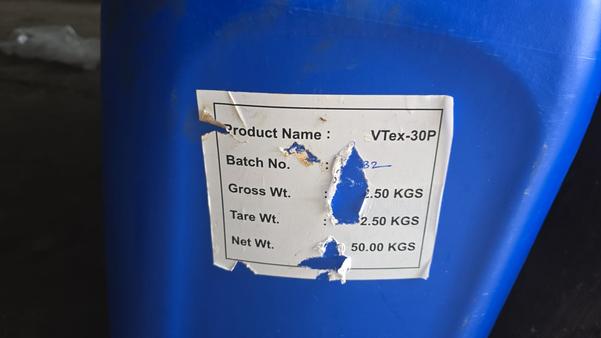 Product Name : VTex-30P
Batch No. : 32
Gross Wt. : 2.50 KGS
Tare Wt. : 2.50 KGS
Net Wt. 50.00 KGS